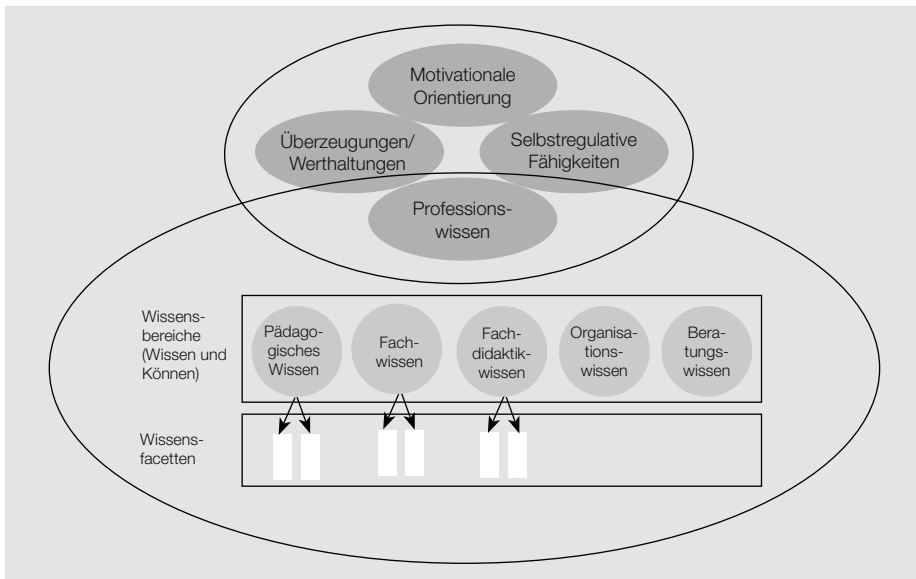 Motivationale
Orientierung
Überzeugungen/
Werthaltungen
Selbstregulative
Fähigkeiten
Professions-
wissen
Wissens-
bereiche
(Wissen und
Können)
Pädago-
gisches
Wissen
Fach-
wissen
Fach-
didaktik-
wissen
Organisa-
tions-
wissen
Bera-
tungs-
wissen
Wissens-
facetten